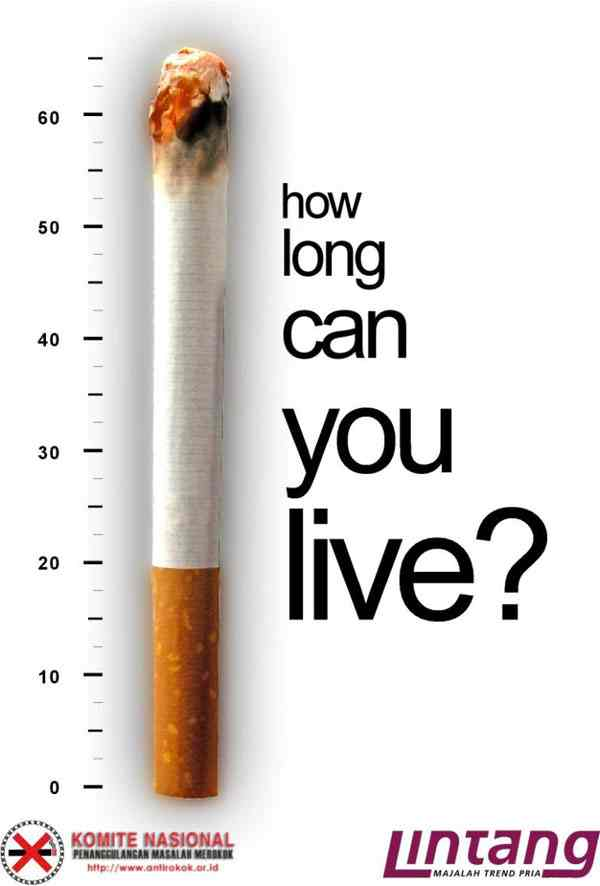 60
50
40
30
20
10
0
how
long
can
you
live?
KOMITE NASIONAL
PENANGGULANGAN MASALAH MEROKOK
http://www.antirokok.or.id
Lintang
MAJALAH TREND PRIA